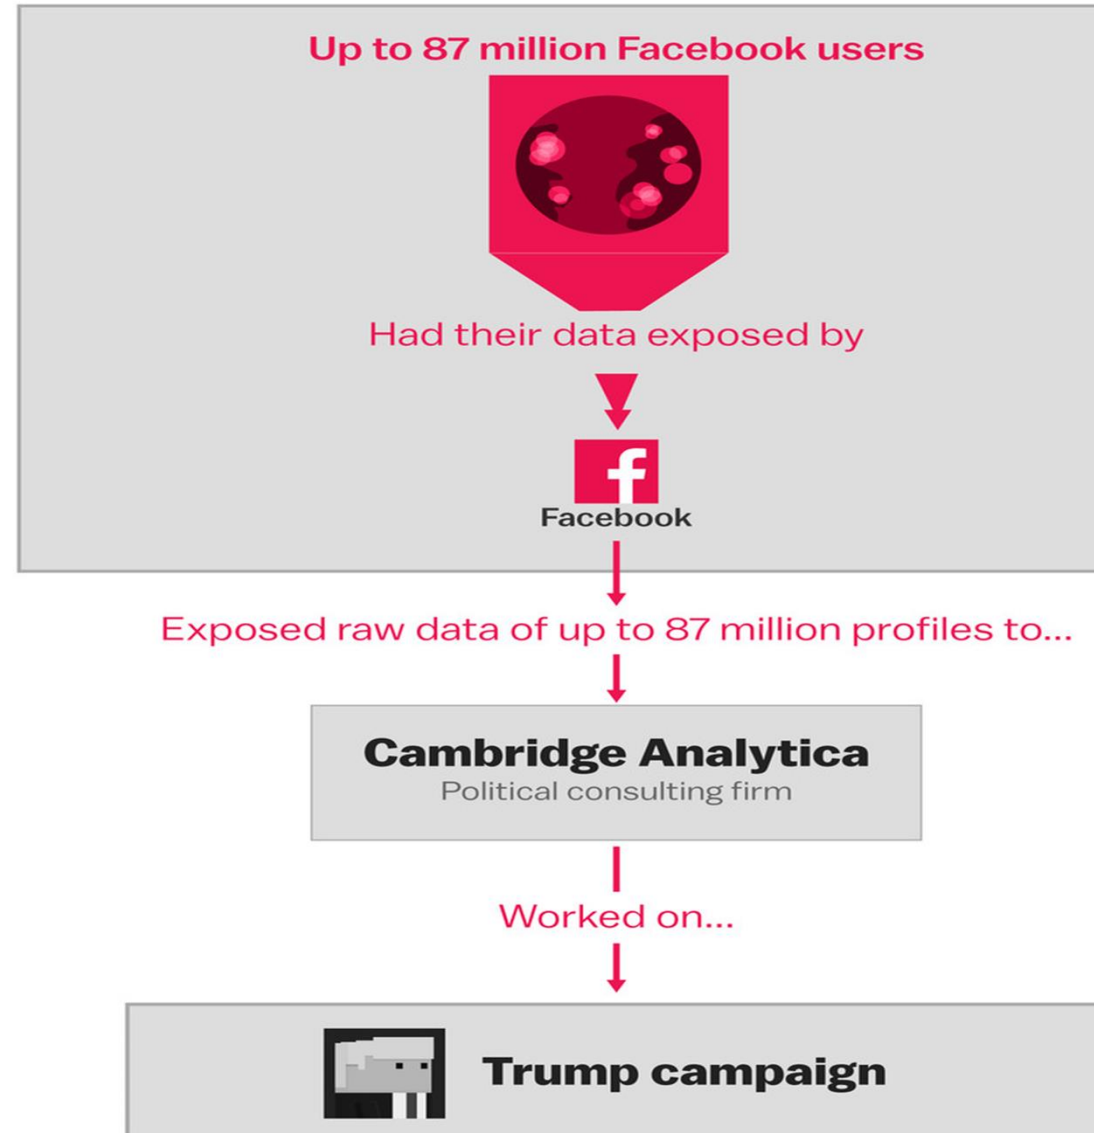 Up to 87 million Facebook users
Had their data exposed by
f
Facebook
Exposed raw data of up to 87 million profiles to...
Cambridge Analytica
Political consulting firm
Worked on...
Trump campaign